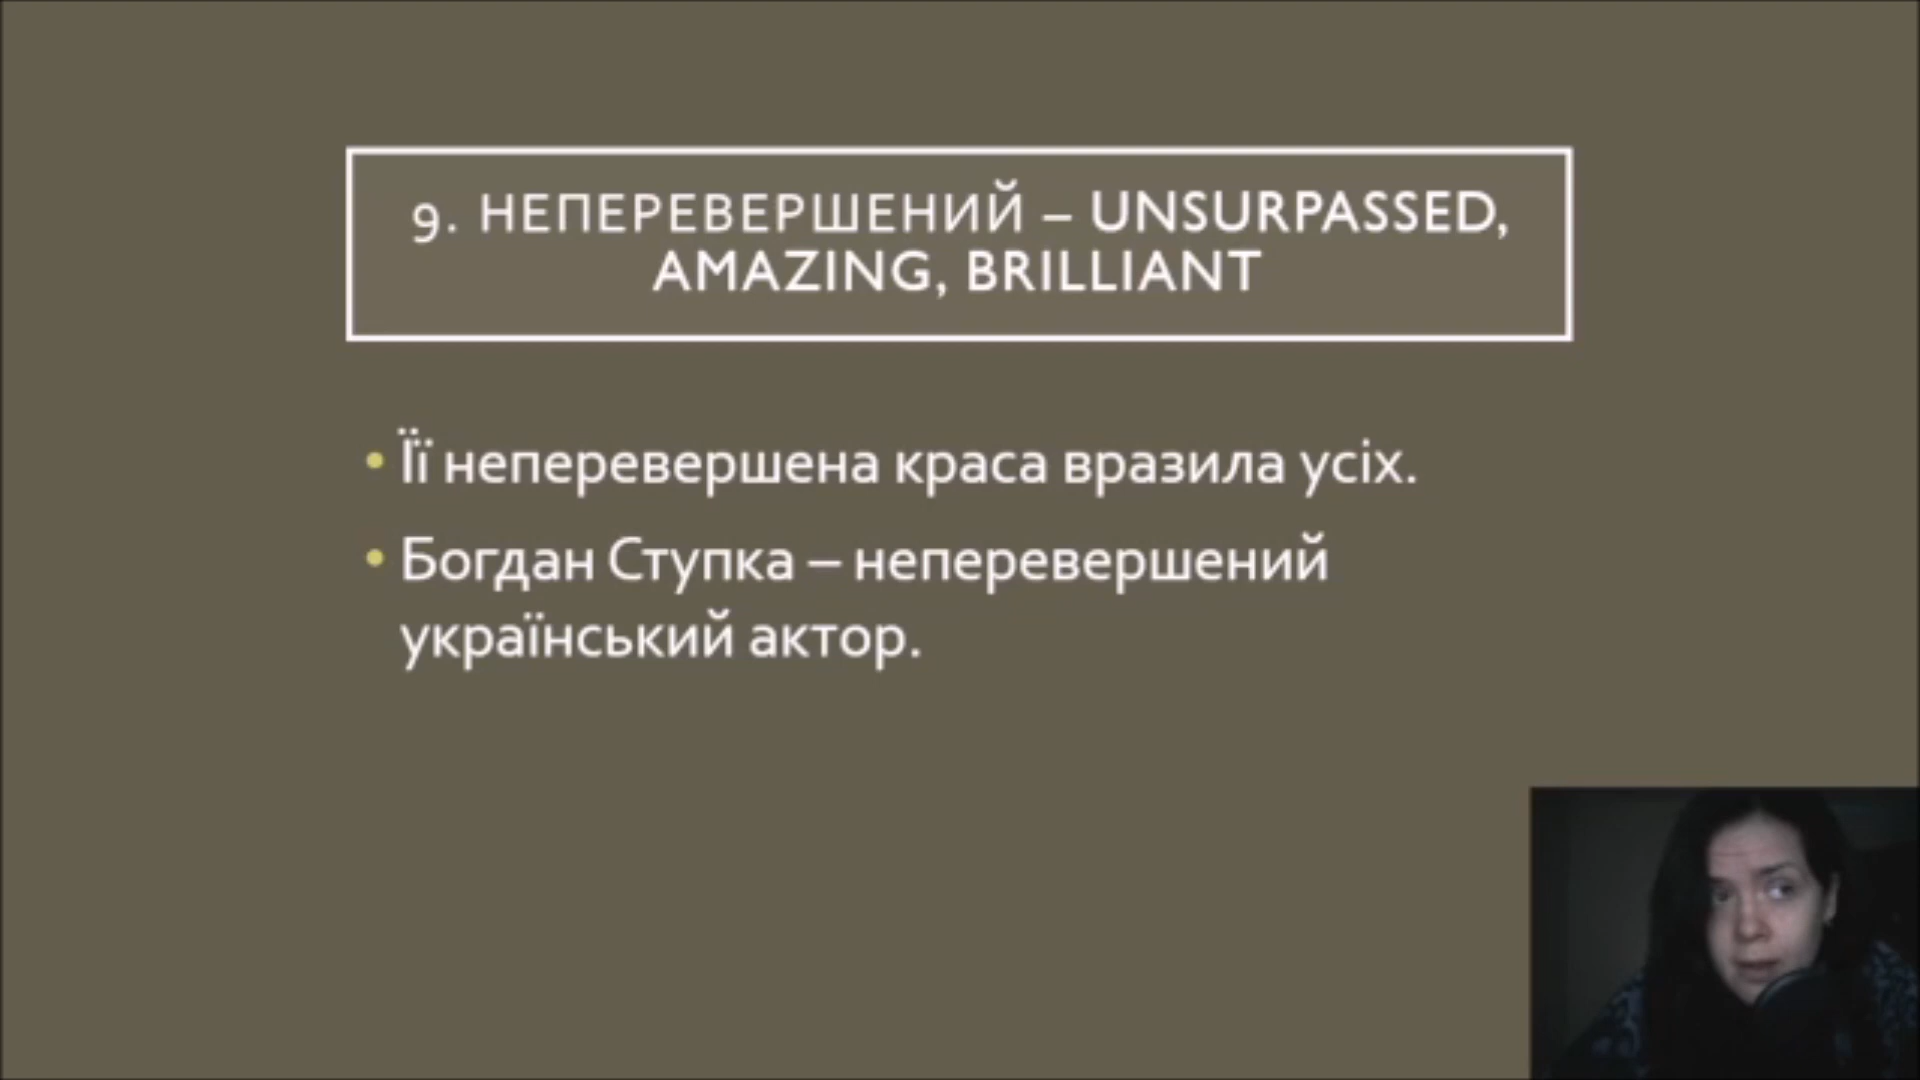 9. НЕПЕРЕВЕРШЕНИЙ – UNSURPASSED,
AMAZING, BRILLIANT
• Її неперевершена краса вразила усіх.
• Богдан Ступка – неперевершений
український актор.